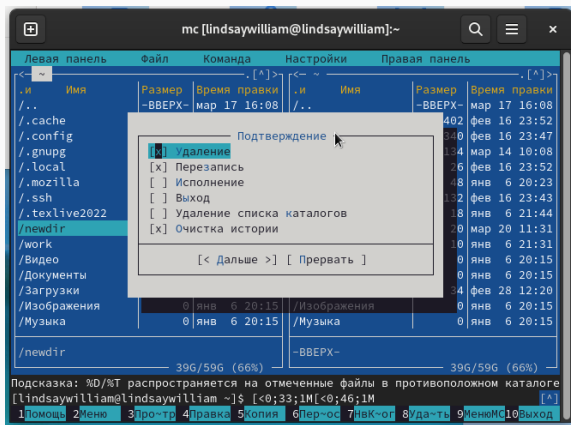 mc [lindsaywilliam@lindsaywilliam]:~
Левая панель Файл Команда Настройки Правая панель
<- ~ .[^]> <- ~ .[^]>
.и Имя Размер Время правки .и Имя Размер Время правки
/.. -ВВЕРХ- мар 17 16:08 /.. -ВВЕРХ- мар 17 16:08
/.cache 402 фев 16 23:52
/.config Подтверждение 340 фев 16 23:47
/.gnupg [x] Удаление 134 мар 14 10:08
/.local [x] Перезапись 26 фев 16 23:52
/.mozilla [ ] Исполнение 48 янв 6 20:23
/.ssh [ ] Выход 132 фев 16 23:43
/.texlive2022 [ ] Удаление списка каталогов 18 янв 6 21:44
/newdir [x] Очистка истории 20 мар 20 11:31
/work 10 янв 6 21:31
/Видео [< Дальше >] [ Прервать ] 0 янв 6 20:15
/Документы 0 янв 6 20:15
/Загрузки 34 фев 28 12:20
/Изображения 0 янв 6 20:15 /Изображения 0 янв 6 20:15
/Музыка 0 янв 6 20:15 /Музыка 0 янв 6 20:15
/newdir -ВВЕРХ-
39G/59G (66%) 39G/59G (66%)
Подсказка: %D/%T распространяется на отмеченные файлы в противоположном каталоге
[lindsaywilliam@lindsaywilliam ~]$ [<0;33;1M[<0;46;1M [^]
1Помощь 2Меню 3Про~тр 4Правка 5Копия 6Пер~ос 7НвК~ог 8Уда~ть 9МенюMC 10Выход